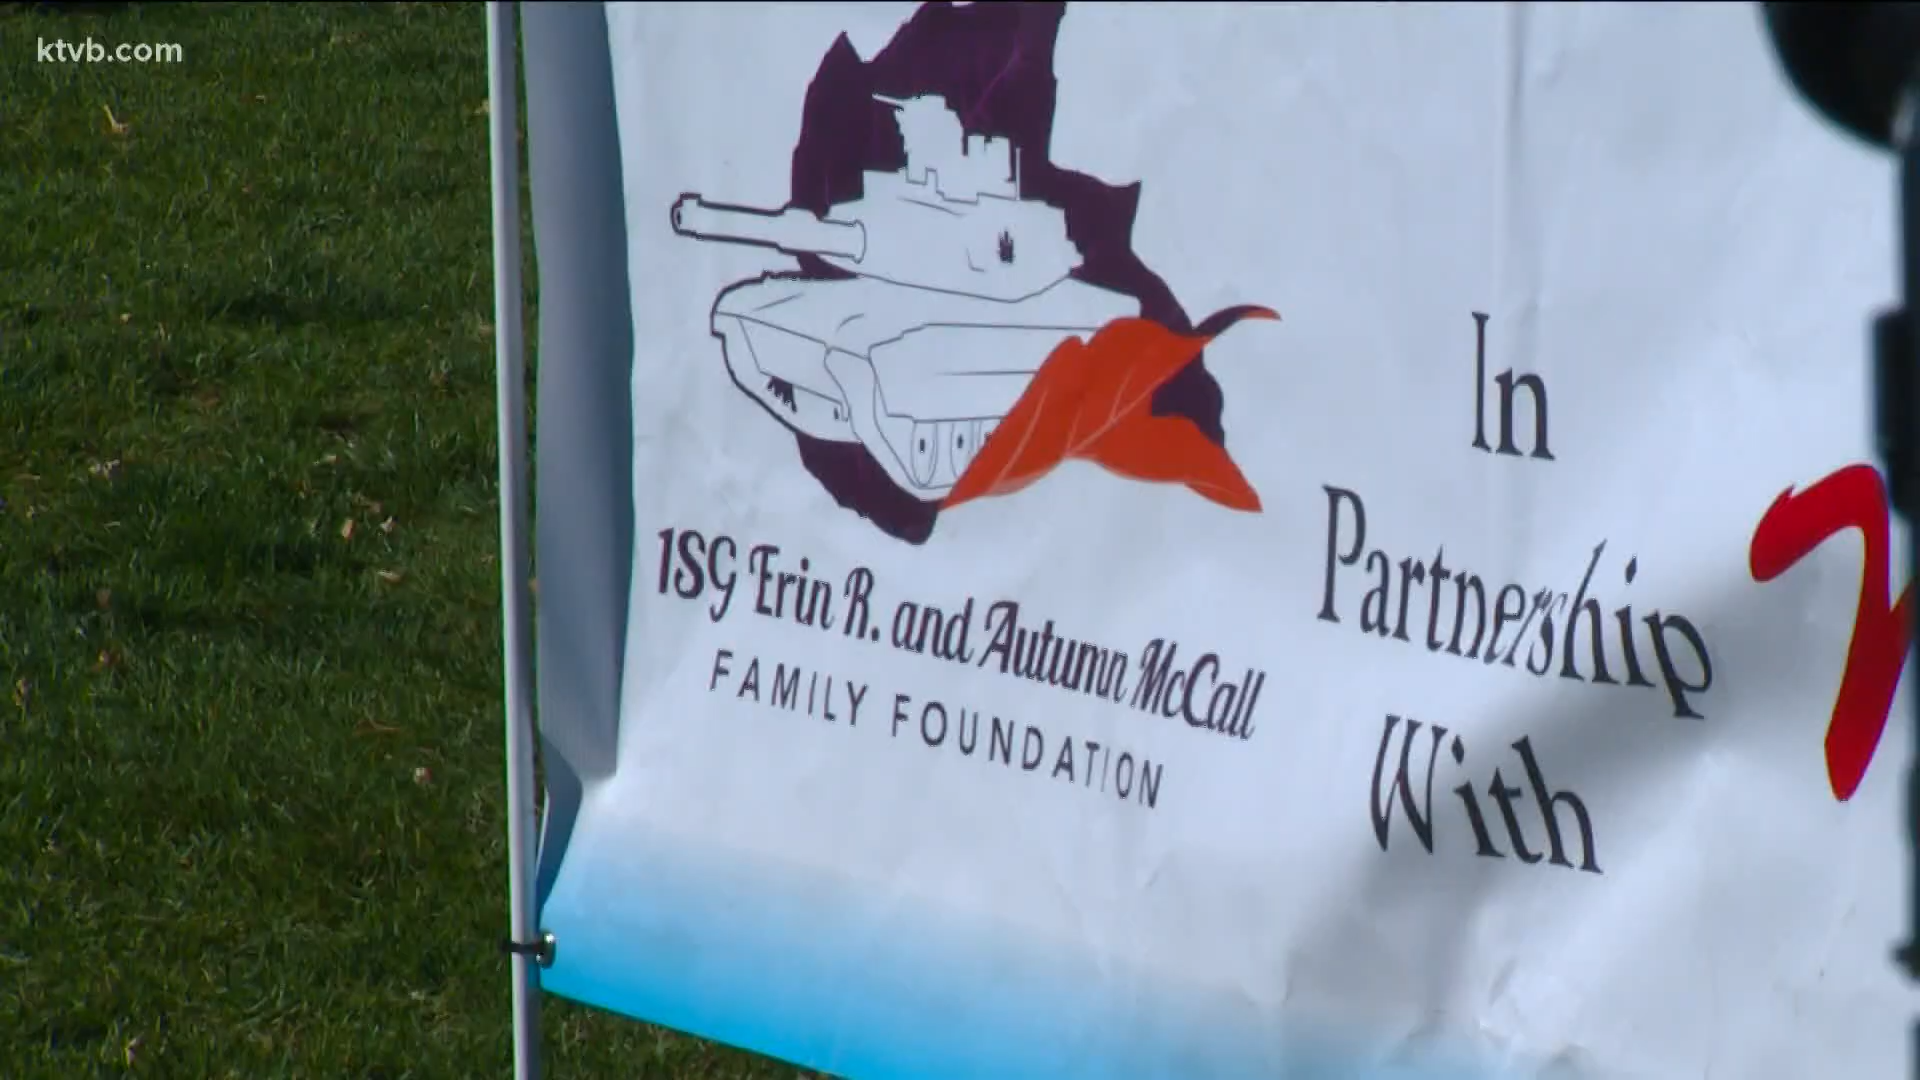 ktvb.com
1SG Erin R. and Autumn McCall
FAMILY FOUNDATION
In
Partnership
With